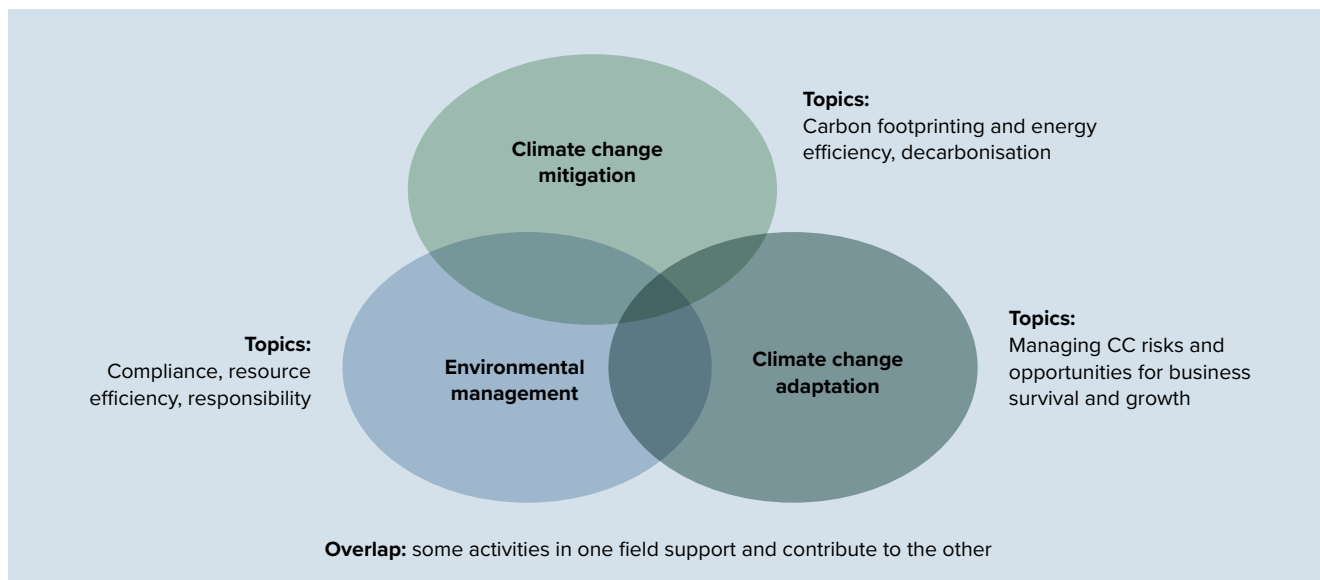 Climate change
mitigation
Topics:
Carbon footprinting and energy
efficiency, decarbonisation
Topics:
Compliance, resource
efficiency, responsibility
Environmental
management
Climate change
adaptation
Topics:
Managing CC risks and
opportunities for business
survival and growth
Overlap: some activities in one field support and contribute to the other